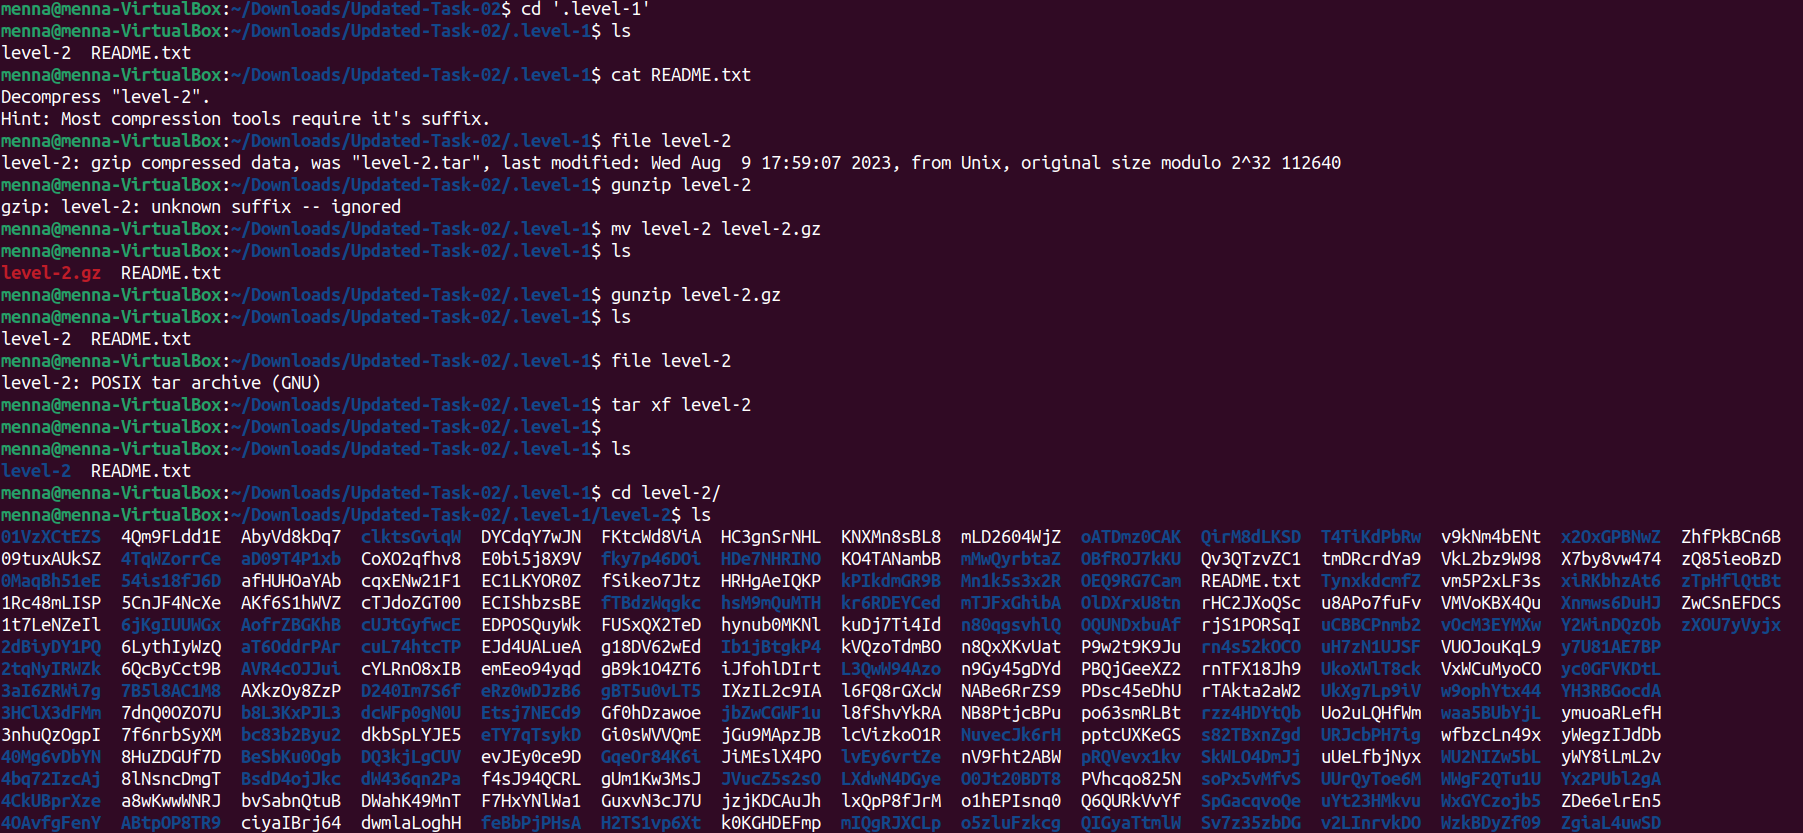 menna@menna-VirtualBox:~/Downloads/Updated-Task-02$ cd '.level-1'
menna@menna-VirtualBox:~/Downloads/Updated-Task-02/.level-1$ ls
level-2  README.txt
menna@menna-VirtualBox:~/Downloads/Updated-Task-02/.level-1$ cat README.txt
Decompress "level-2".
Hint: Most compression tools require it's suffix.
menna@menna-VirtualBox:~/Downloads/Updated-Task-02/.level-1$ file level-2
level-2: gzip compressed data, was "level-2.tar", last modified: Wed Aug  9 17:59:07 2023, from Unix, original size modulo 2^32 112640
menna@menna-VirtualBox:~/Downloads/Updated-Task-02/.level-1$ gunzip level-2
gzip: level-2: unknown suffix -- ignored
menna@menna-VirtualBox:~/Downloads/Updated-Task-02/.level-1$ mv level-2 level-2.gz
menna@menna-VirtualBox:~/Downloads/Updated-Task-02/.level-1$ ls
level-2.gz  README.txt
menna@menna-VirtualBox:~/Downloads/Updated-Task-02/.level-1$ gunzip level-2.gz
menna@menna-VirtualBox:~/Downloads/Updated-Task-02/.level-1$ ls
level-2  README.txt
menna@menna-VirtualBox:~/Downloads/Updated-Task-02/.level-1$ file level-2
level-2: POSIX tar archive (GNU)
menna@menna-VirtualBox:~/Downloads/Updated-Task-02/.level-1$ tar xf level-2
menna@menna-VirtualBox:~/Downloads/Updated-Task-02/.level-1$
menna@menna-VirtualBox:~/Downloads/Updated-Task-02/.level-1$ ls
level-2  README.txt
menna@menna-VirtualBox:~/Downloads/Updated-Task-02/.level-1$ cd level-2/
menna@menna-VirtualBox:~/Downloads/Updated-Task-02/.level-1/level-2$ ls
01VzXCtEZS  4Qm9FLdd1E  AbyVd8kDq7  clktsGviqW  DYCdqY7wJN  FKtcWd8ViA  HC3gnSrNHL  KNXMn8sBL8  mLD2604WjZ  oATDmz0CAK  QirM8dLKSD  T4TiKdPbRw  v9kNm4bENt  x2OxGPBNwZ  ZhfPkBCn6B
09tuxAUkSZ  4TqWZorrCe  aD09T4P1xb  CoXO2qfhv8  E0bi5j8X9V  fky7p46DOi  HDe7NHRINO  KO4TANambB  mMwQyrbtaZ  OBfROJ7kKU  Qv3QTzvZC1  tmDRcrdYa9  VkL2bz9W98  X7by8vw474  zQ85ieoBzD
0MaqBh51eE  54is18fJ6D  afHUHOaYAb  cqxENw21F1  EC1LKYOR0Z  fSikeo7Jtz  HRHgAeIQKP  kPIkdmGR9B  Mn1k5s3x2R  OEQ9RG7Cam  README.txt  TynxkdcmfZ  vm5P2xLF3s  xiRKbhzAt6  zTpHflQtBt
1Rc48mLISP  5CnJF4NcXe  AKf6S1hWVZ  cTJdoZGT00  ECIShbzsBE  fTBdzWqgkc  hsM9mQuMTH  kr6RDEYCed  mTJFxGhibA  OlDXrxU8tn  rHC2JXoQSc  u8APo7fuFv  VMVoKBX4Qu  Xnmws6DuHJ  ZwCSnEFDCS
1t7LeNZeIl  6jKgIUUWGx  AofrZBGKhB  cUJtGyfwcE  EDPOSQuyWk  FUSxQX2TeD  hynub0MKNl  kuDj7Ti4Id  n80qgsvhlQ  OQUNDxbuAf  rjS1PORSqI  uCBBCPnmb2  vOcM3EYMXw  Y2WinDQzOb  zXOU7yVyjx
2dBiyDY1PQ  6LythIyWzQ  aT6OddrPAr  cuL74htcTP  EJd4UALueA  g18DV62wEd  Ib1jBtgkP4  kVQzoTdmBO  n8QxXKvUat  P9w2t9K9Ju  rn4s52kOCO  uH7zN1UJSF  VUOJouKqL9  y7U81AE7BP
2tqNyIRWZk  6QcByCct9B  AVR4cOJJui  cYLRnO8xIB  emEeo94yqd  gB9k1O4ZT6  iJfohlDIrt  L3QwW94Azo  n9Gy45gDYd  PBQjGeeXZ2  rnTFX18Jh9  UkoXWlT8ck  VxWCuMyoCO  yc0GFVKDtL
3aI6ZRWi7g  7B5l8AC1M8  AXkzOy8ZzP  D240Im7S6f  eRz0wDJzB6  gBT5u0vLT5  IXzIL2c9IA  l6FQ8rGXcW  NABe6RrZS9  PDsc45eDhU  rTAkta2aW2  UkXg7Lp9iV  w9ophYtx44  YH3RBGocdA
3HClX3dFMm  7dnQ0OZO7U  b8L3KxPJL3  dcWFp0gN0U  Etsj7NECd9  Gf0hDzawoe  jbZwCGWF1u  l8fShvYkRA  NB8PtjcBPu  po63smRLBt  rzz4HDYtQb  Uo2uLQHfWm  waa5BUbYjL  ymuoaRLefH
3nhuQzOgpI  7f6nrbSyXM  bc83b2Byu2  dkbSpLYJE5  eTY7qTsykD  Gi0sWVVQmE  jGu9MApzJB  lcVizkoO1R  NuvecJk6rH  pptcUXKeGS  s82TBxnZgd  URJcbPH7ig  wfbzcLn49x  yWegzIJdDb
40Mg6vDbYN  8HuZDGUf7D  BeSbKu0Ogb  DQ3kjLgCUV  evJEy0ce9D  GqeOr84K6i  JiMEslX4PO  lvEy6vrtZe  nV9Fht2ABW  pRQVevx1kv  SkWLO4DmJj  uUeLfbjNyx  WU2NIZw5bL  yWY8iLmL2v
4bq72IzcAj  8lNsncDmgT  BsdD4ojJkc  dW436qn2Pa  f4sJ94QCRL  gUm1Kw3MsJ  JVucZ5s2sO  LXdwN4DGye  O0Jt20BDT8  PVhcqo825N  soPx5vMfvS  UUrQyToe6M  WWgF2QTu1U  Yx2PUbl2gA
4CkUBprXze  a8wKwwWNRJ  bvSabnQtuB  DWahK49MnT  F7HxYNlWa1  GuxvN3cJ7U  jzjKDCAuJh  lxQpP8fJrM  o1hEPIsnq0  Q6QURkVvYf  SpGacqvoQe  uYt23HMkvu  WxGYCzojb5  ZDe6elrEn5
4OAvfgFenY  ABtpOP8TR9  ciyaIBrj64  dwmlaLoghH  feBbPjPHsA  H2TS1vp6Xt  k0KGHDEFmp  mIQgRJXCLp  o5zluFzkcg  QIGyaTtmlW  Sv7z35zbDG  v2LInrvkDO  WzkBDyZf09  ZgiaL4uwSD